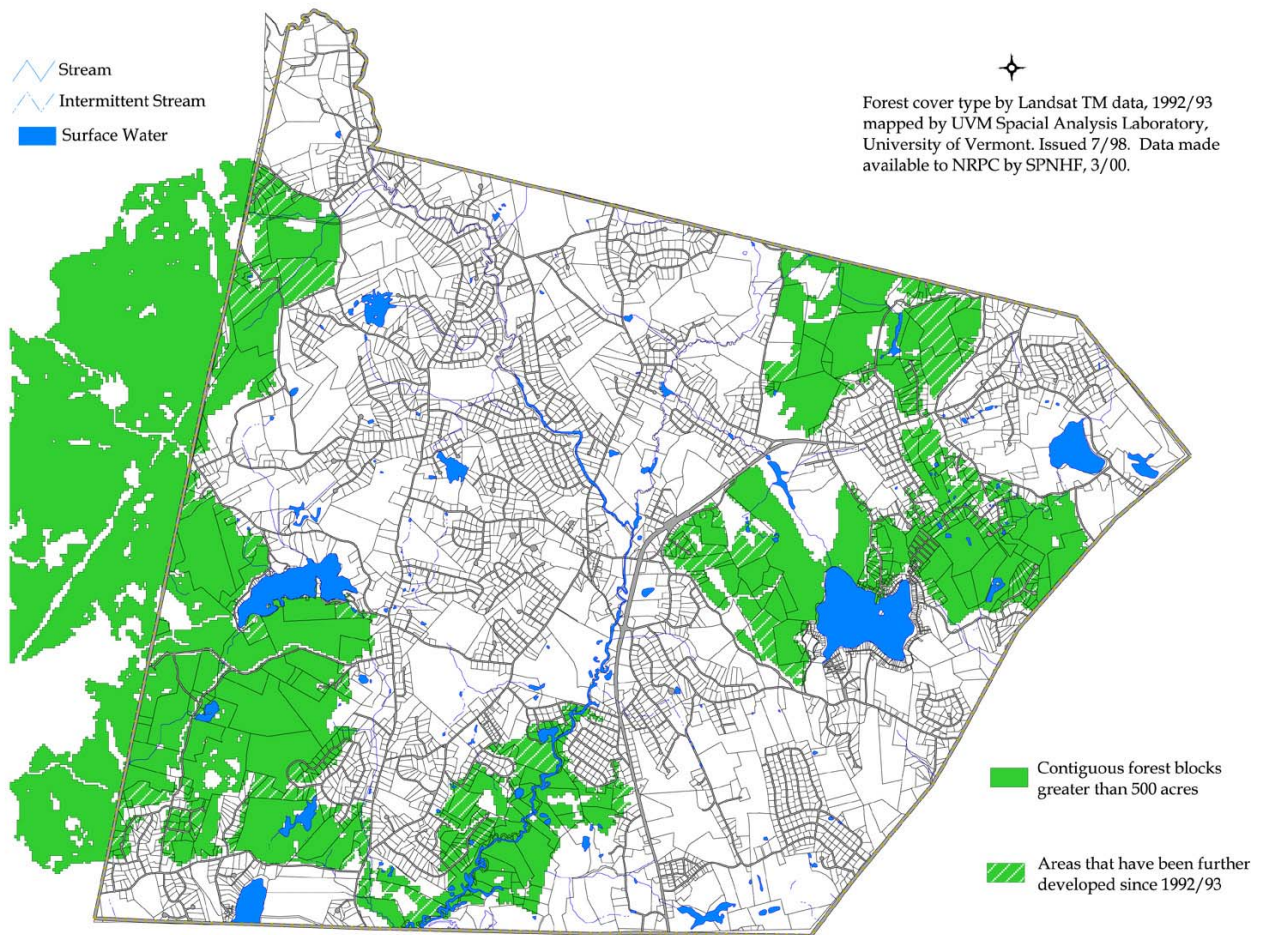 Stream
Intermittent Stream
Surface Water
Forest cover type by Landsat TM data, 1992/93
mapped by UVM Spacial Analysis Laboratory,
University of Vermont. Issued 7/98. Data made
available to NRPC by SPNHF, 3/00.
Contiguous forest blocks
greater than 500 acres
Areas that have been further
developed since 1992/93